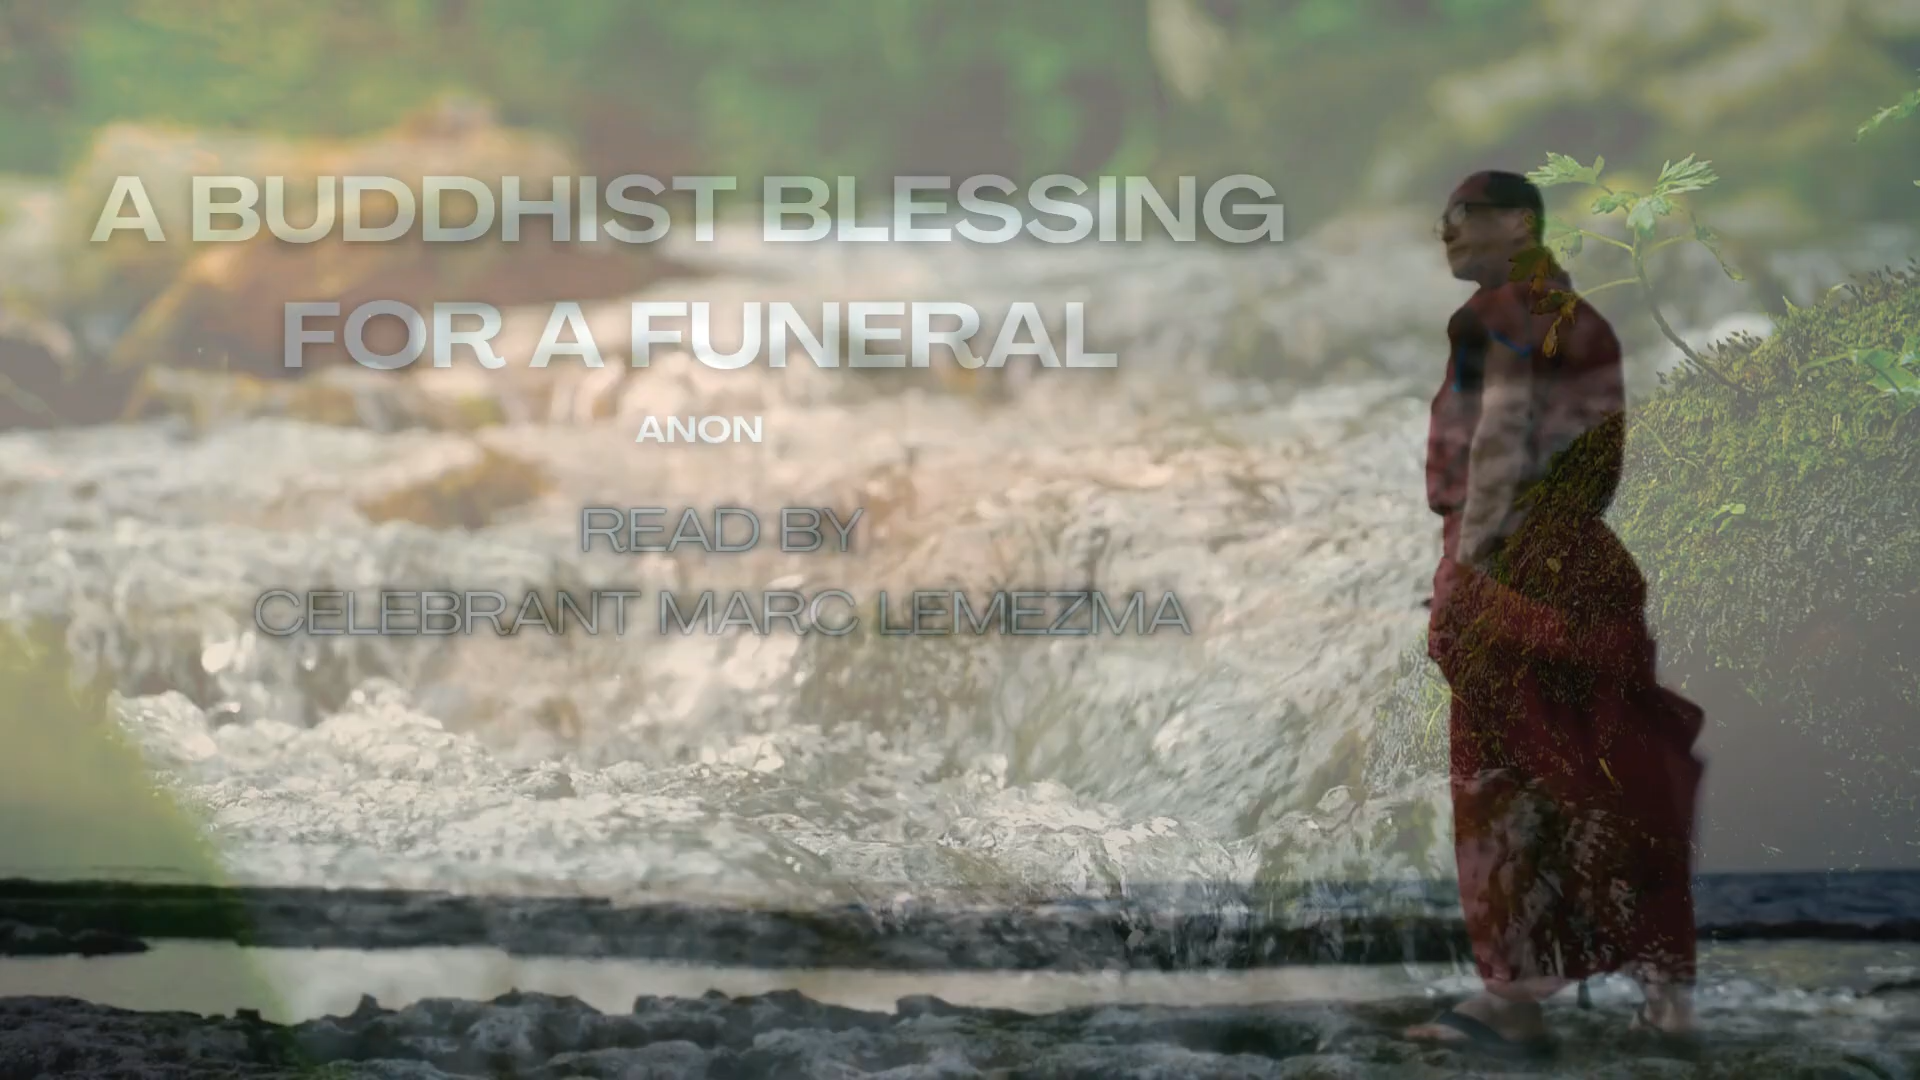 A BUDDHIST BLESSING
FOR A FUNERAL
ANON
READ BY
CELEBRANT MARC LEMEZMA